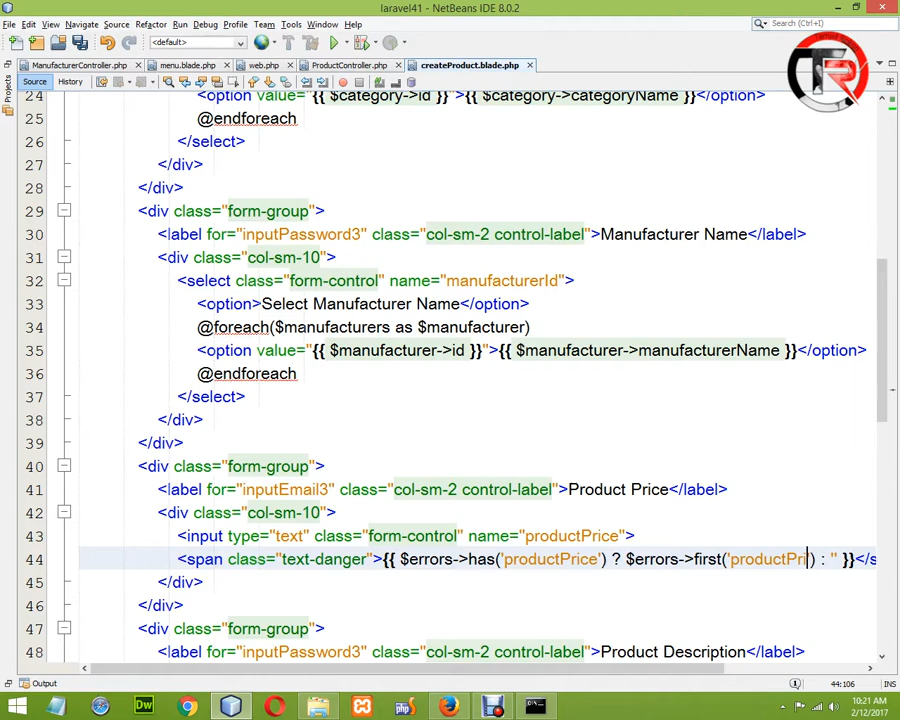 laravel41 - NetBeans IDE 8.0.2
File Edit View Navigate Source Refactor Run Debug Profile Team Tools Window Help
Search (Ctrl+I)
<default>
ManufacturerController.php menu.blade.php web.php ProductController.php createProduct.blade.php
Source History
Projects
24 <option value="{{ $category->id }}">{{ $category->categoryName }}</option>
25 @endforeach
26 </select>
27 </div>
28 </div>
29 <div class="form-group">
30 <label for="inputPassword3" class="col-sm-2 control-label">Manufacturer Name</label>
31 <div class="col-sm-10">
32 <select class="form-control" name="manufacturerId">
33 <option>Select Manufacturer Name</option>
34 @foreach($manufacturers as $manufacturer)
35 <option value="{{ $manufacturer->id }}">{{ $manufacturer->manufacturerName }}</option>
36 @endforeach
37 </select>
38 </div>
39 </div>
40 <div class="form-group">
41 <label for="inputEmail3" class="col-sm-2 control-label">Product Price</label>
42 <div class="col-sm-10">
43 <input type="text" class="form-control" name="productPrice">
44 <span class="text-danger">{{ $errors->has('productPrice') ? $errors->first('productPri') : '' }}</s
45 </div>
46 </div>
47 <div class="form-group">
48 <label for="inputPassword3" class="col-sm-2 control-label">Product Description</label>
Output
44:106 INS
10:21 AM
2/12/2017